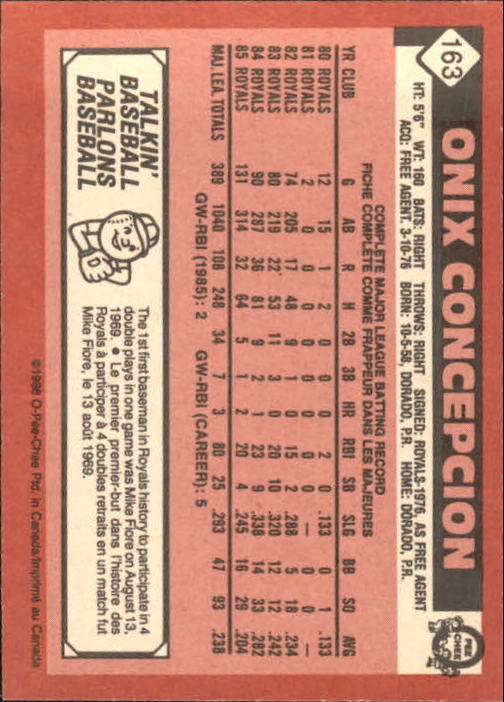 163
ONIX CONCEPCION
O PEE CHEE
HT: 5'6" WT: 160 BATS: RIGHT THROWS: RIGHT SIGNED: ROYALS-1976, AS FREE AGENT
ACQ: FREE AGENT, 3-10-76 BORN: 10-5-58, DORADO, P.R. HOME: DORADO, P.R.
COMPLETE MAJOR LEAGUE BATTING RECORD
FICHE COMPLETE COMME FRAPPEUR DANS LES MAJEURES
YR CLUB G AB R H 2B 3B HR RBI SB SLG BB SO AVG
80 ROYALS 12 15 1 2 0 0 0 2 0 .133 0 1 .133
81 ROYALS 2 0 0 0 0 0 0 0 0 — 0 0 —
82 ROYALS 74 205 17 48 9 1 0 15 2 .288 5 18 .234
83 ROYALS 80 219 22 53 11 3 0 20 10 .320 12 12 .242
84 ROYALS 90 287 36 81 9 2 1 23 9 .338 14 33 .282
85 ROYALS 131 314 32 64 5 1 2 20 4 .245 16 29 .204
MAJ. LEA. TOTALS 389 1040 108 248 34 7 3 80 25 .293 47 93 .238
GW-RBI (1985): 2 GW-RBI (CAREER): 5
TALKIN'
BASEBALL
PARLONS
BASEBALL
The 1st first baseman in Royals history to participate in 4
double plays in one game was Mike Fiore on August 13,
1969. • Le premier premier-but dans l'histoire des
Royals à participer à 4 doubles retraits en un match fut
Mike Fiore, le 13 août 1969.
©1986 O-Pee-Chee Ptd. in Canada/Imprimé au Canada